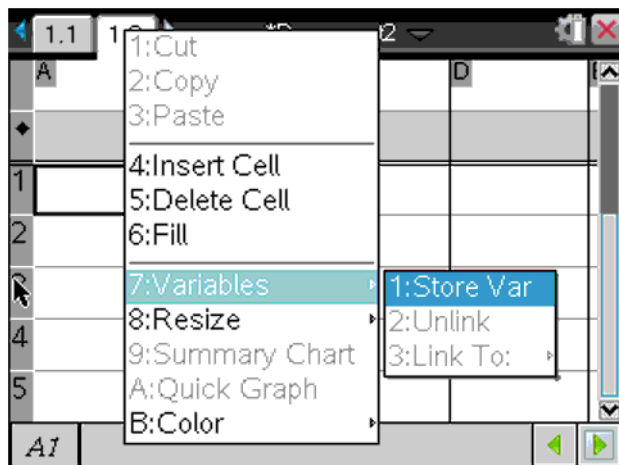 1.1
A
D
1:Cut
2:Copy
3:Paste
4:Insert Cell
5:Delete Cell
6:Fill
7:Variables
8:Resize
9:Summary Chart
A:Quick Graph
B:Color
1:Store Var
2:Unlink
3:Link To:
1
2
4
5
A1